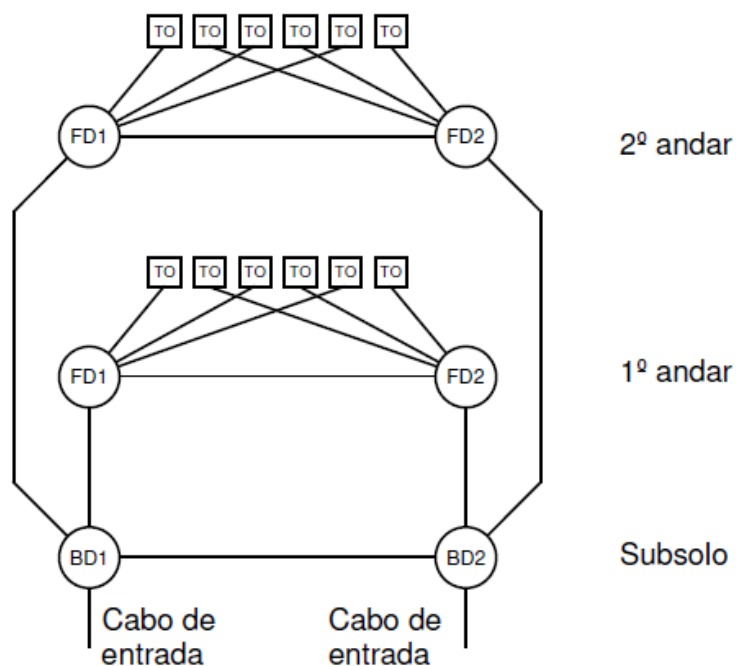 TO TO TO TO TO TO
FD1 FD2 2º andar
TO TO TO TO TO TO
FD1 FD2 1º andar
BD1 BD2 Subsolo
Cabo de entrada
Cabo de entrada